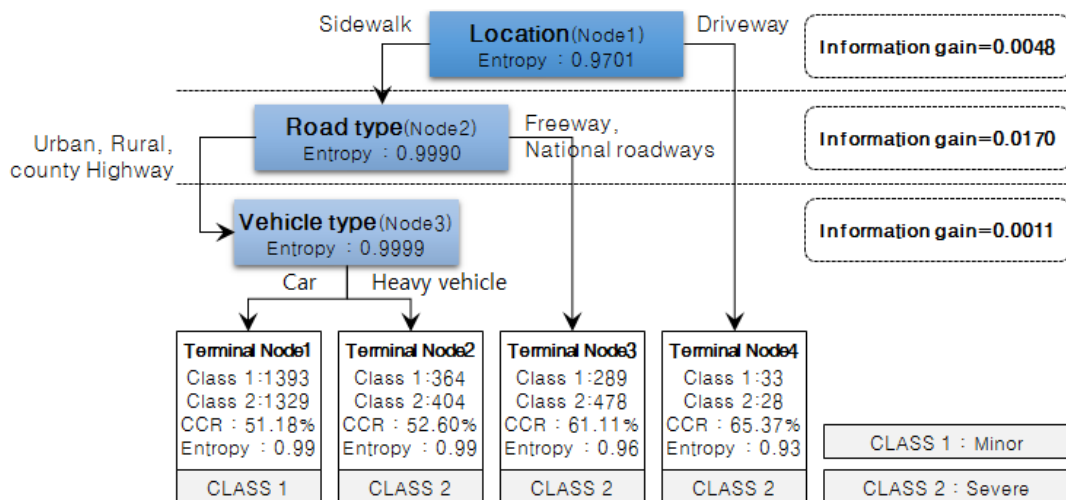 Sidewalk
Location(Node1)
Entropy : 0.9701
Driveway
Information gain=0.0048
Urban, Rural,
county Highway
Road type(Node2)
Entropy : 0.9990
Freeway,
National roadways
Information gain=0.0170
Vehicle type(Node3)
Entropy : 0.9999
Information gain=0.0011
Car
Heavy vehicle
Terminal Node1
Class 1:1393
Class 2:1329
CCR : 51.18%
Entropy : 0.99
CLASS 1
Terminal Node2
Class 1:364
Class 2:404
CCR : 52.60%
Entropy : 0.99
CLASS 2
Terminal Node3
Class 1:289
Class 2:478
CCR : 61.11%
Entropy : 0.96
CLASS 2
Terminal Node4
Class 1:33
Class 2:28
CCR : 65.37%
Entropy : 0.93
CLASS 2
CLASS 1 : Minor
CLASS 2 : Severe